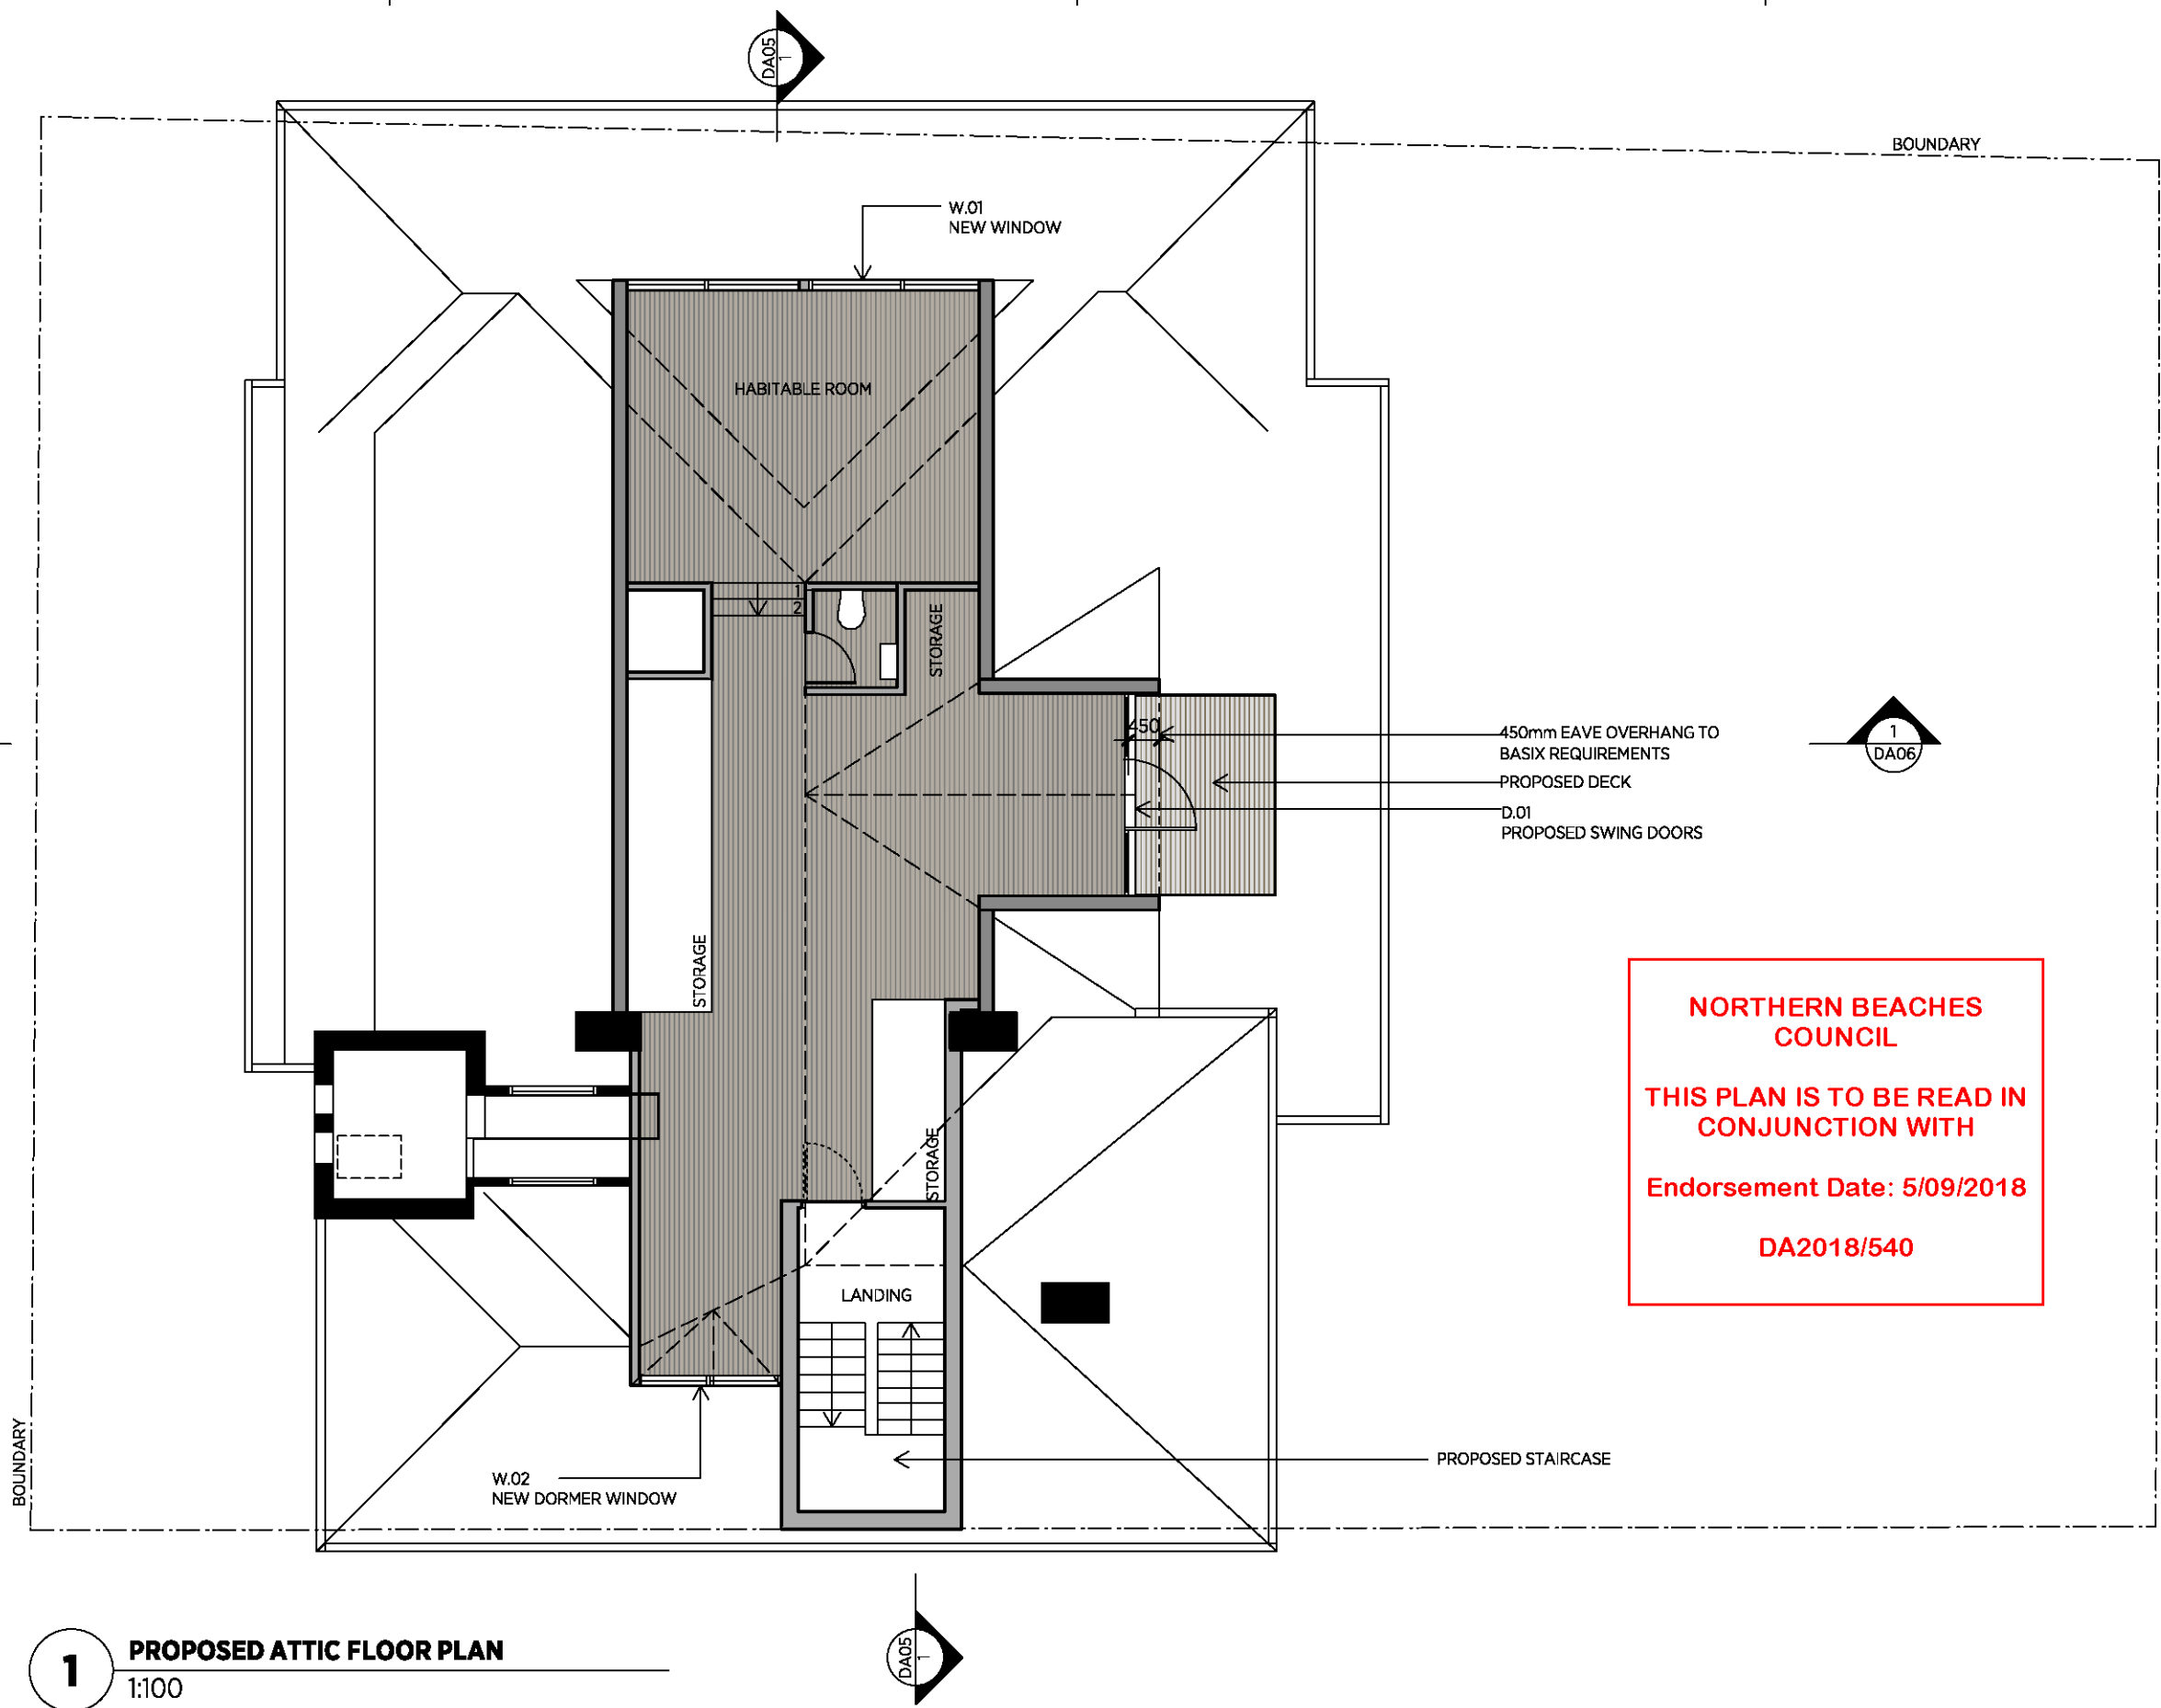 DA05
1
BOUNDARY
W.01
NEW WINDOW
HABITABLE ROOM
1
2
STORAGE
450
450mm EAVE OVERHANG TO
BASIX REQUIREMENTS
PROPOSED DECK
D.01
PROPOSED SWING DOORS
1
DA06
STORAGE
NORTHERN BEACHES
COUNCIL
THIS PLAN IS TO BE READ IN
CONJUNCTION WITH
Endorsement Date: 5/09/2018
DA2018/540
STORAGE
LANDING
BOUNDARY
W.02
NEW DORMER WINDOW
PROPOSED STAIRCASE
1
PROPOSED ATTIC FLOOR PLAN
1:100
DA05
1